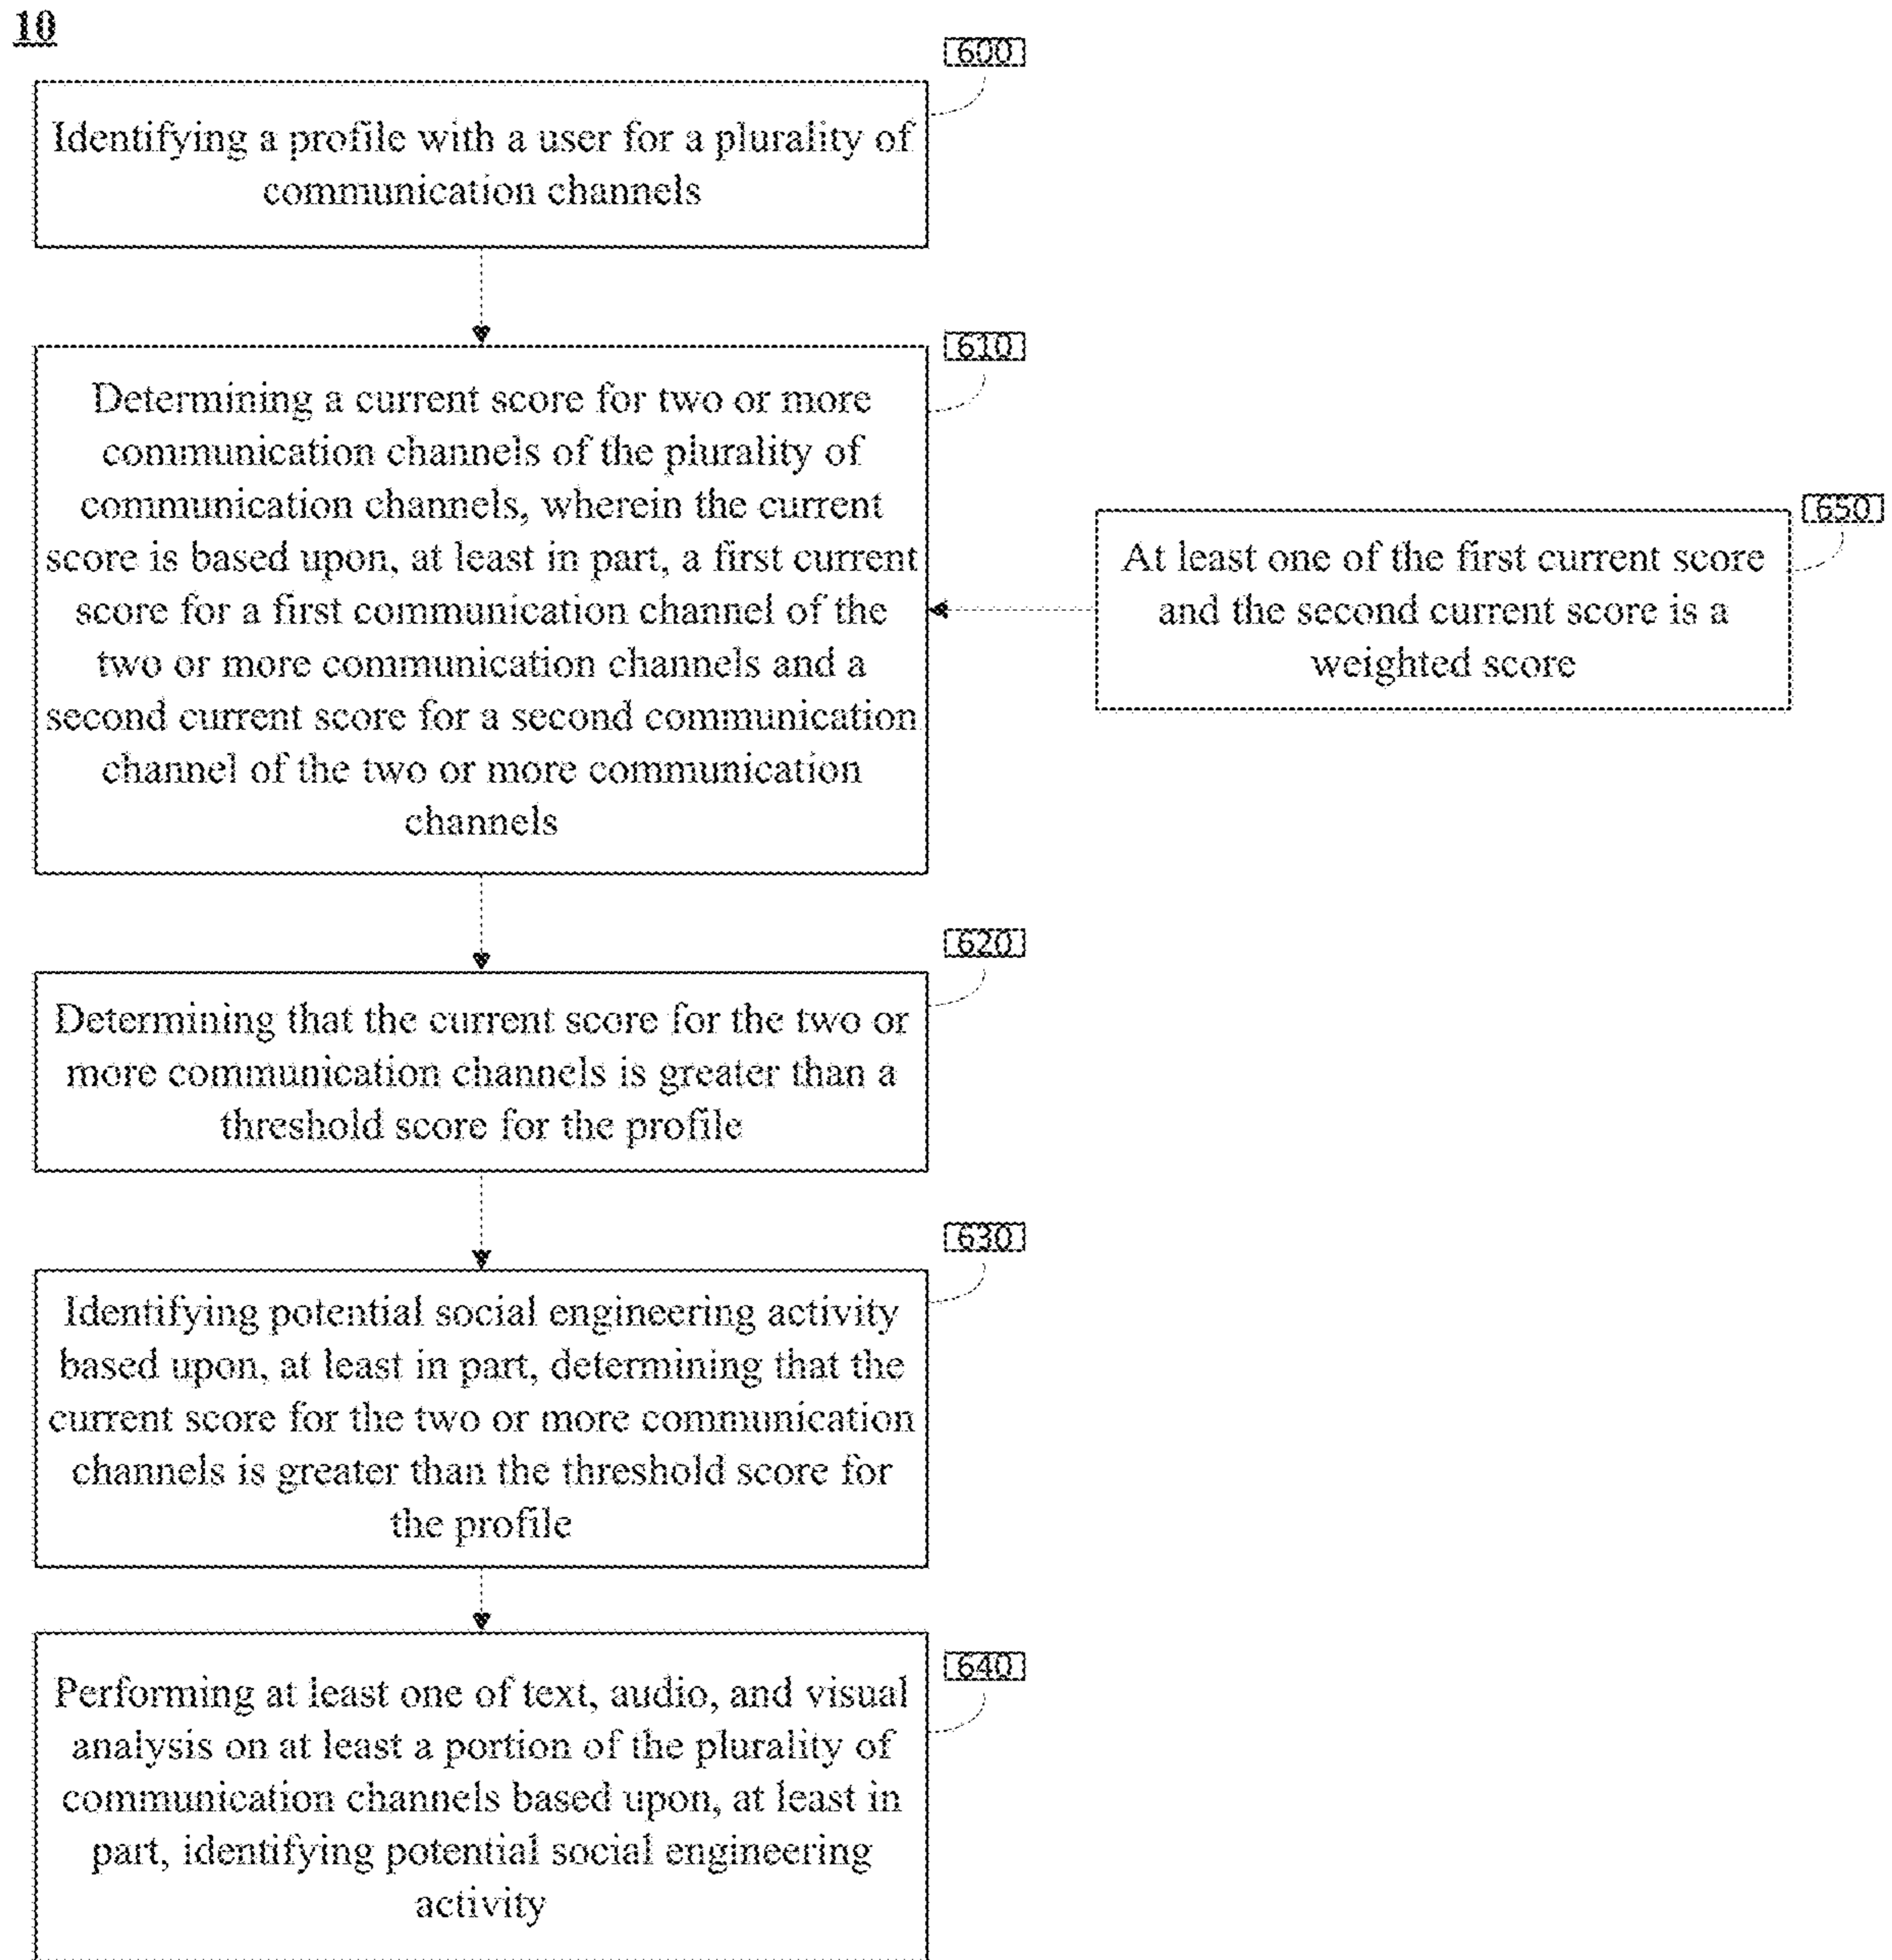 10
600
Identifying a profile with a user for a plurality of
communication channels
610
Determining a current score for two or more
communication channels of the plurality of
communication channels, wherein the current
score is based upon, at least in part, a first current
score for a first communication channel of the
two or more communication channels and a
second current score for a second communication
channel of the two or more communication
channels
650
At least one of the first current score
and the second current score is a
weighted score
620
Determining that the current score for the two or
more communication channels is greater than a
threshold score for the profile
630
Identifying potential social engineering activity
based upon, at least in part, determining that the
current score for the two or more communication
channels is greater than the threshold score for
the profile
640
Performing at least one of text, audio, and visual
analysis on at least a portion of the plurality of
communication channels based upon, at least in
part, identifying potential social engineering
activity